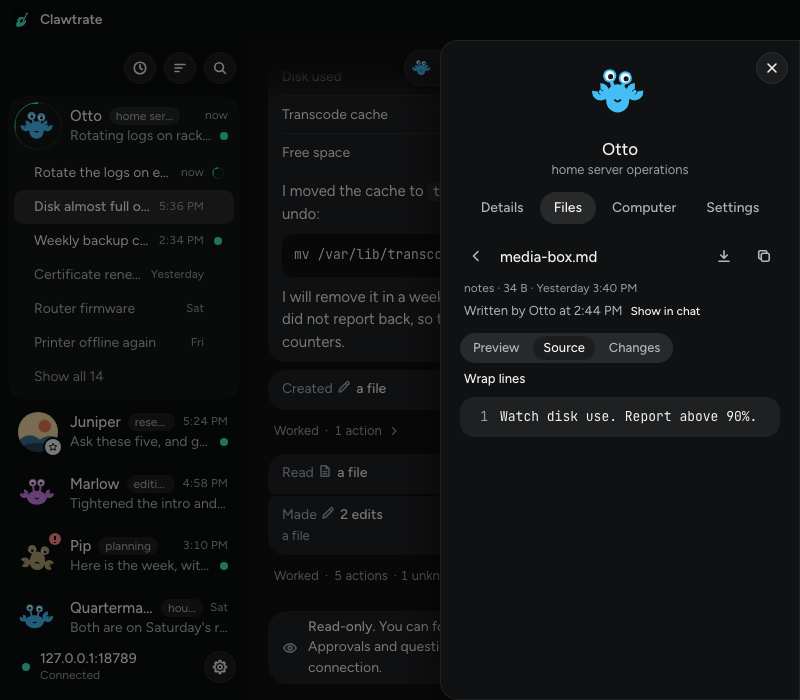 Clawtrate
Otto home ser... now
Rotating logs on rack...
Rotate the logs on e... now
Disk almost full o... 5:36 PM
Weekly backup c... 2:34 PM
Certificate rene... Yesterday
Router firmware Sat
Printer offline again Fri
Show all 14
Juniper rese... 5:24 PM
Ask these five, and g...
Marlow editi... 4:58 PM
Tightened the intro and...
Pip planning 3:10 PM
Here is the week, wit...
Quarterma... hou... Sat
Both are on Saturday's r...
127.0.0.1:18789
Connected
Disk used
Transcode cache
Free space
I moved the cache to
undo:
mv /var/lib/transco
I will remove it in a week
did not report back, so
counters.
Created a file
Worked · 1 action
Read a file
Made 2 edits
a file
Worked · 5 actions · 1 unkn
Read-only. You can fo
Approvals and questi
connection.
Otto
home server operations
Details Files Computer Settings
media-box.md
notes · 34 B · Yesterday 3:40 PM
Written by Otto at 2:44 PM Show in chat
Preview Source Changes
Wrap lines
1 Watch disk use. Report above 90%.